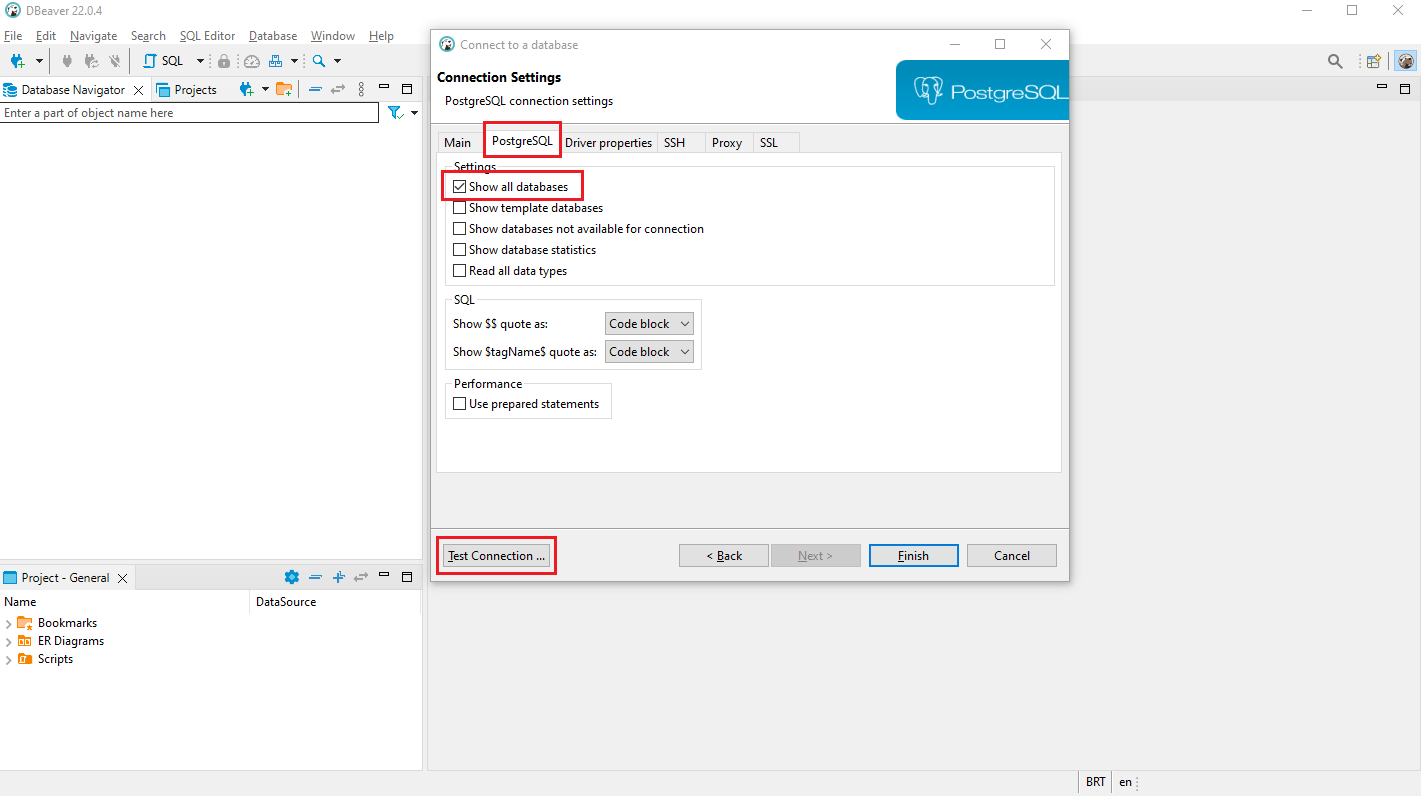 DBeaver 22.0.4
File Edit Navigate Search SQL Editor Database Window Help
SQL
Database Navigator Projects
Enter a part of object name here
Connect to a database
Connection Settings
PostgreSQL connection settings
PostgreSQL
Main PostgreSQL Driver properties SSH Proxy SSL
Settings
Show all databases
Show template databases
Show databases not available for connection
Show database statistics
Read all data types
SQL
Show $$ quote as: Code block
Show $tagName$ quote as: Code block
Performance
Use prepared statements
Test Connection ... < Back Next > Finish Cancel
Project - General
Name DataSource
Bookmarks
ER Diagrams
Scripts
BRT en